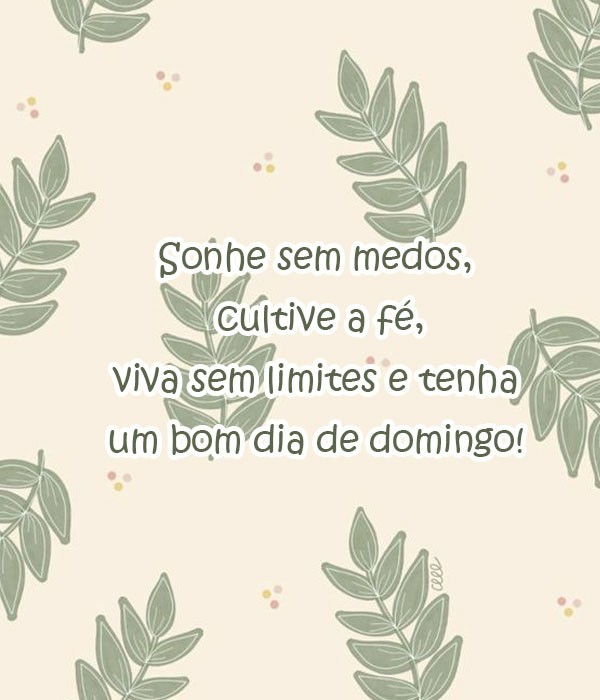 Sonhe sem medos,
cultive a fé,
viva sem limites e tenha
um bom dia de domingo!